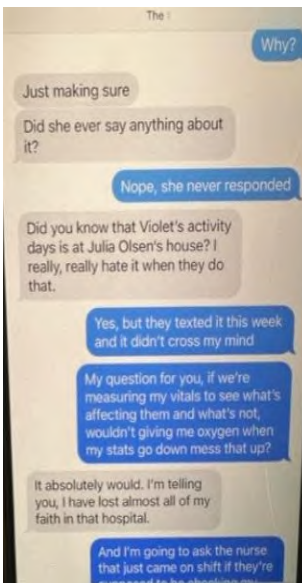 The
Why?
Just making sure
Did she ever say anything about
it?
Nope, she never responded
Did you know that Violet's activity
days is at Julia Olsen's house? I
really, really hate it when they do
that.
Yes, but they texted it this week
and it didn't cross my mind
My question for you, if we're
measuring my vitals to see what's
affecting them and what's not,
wouldn't giving me oxygen when
my stats go down mess that up?
It absolutely would. I'm telling
you, I have lost almost all of my
faith in that hospital.
And I'm going to ask the nurse
that just came on shift if they're